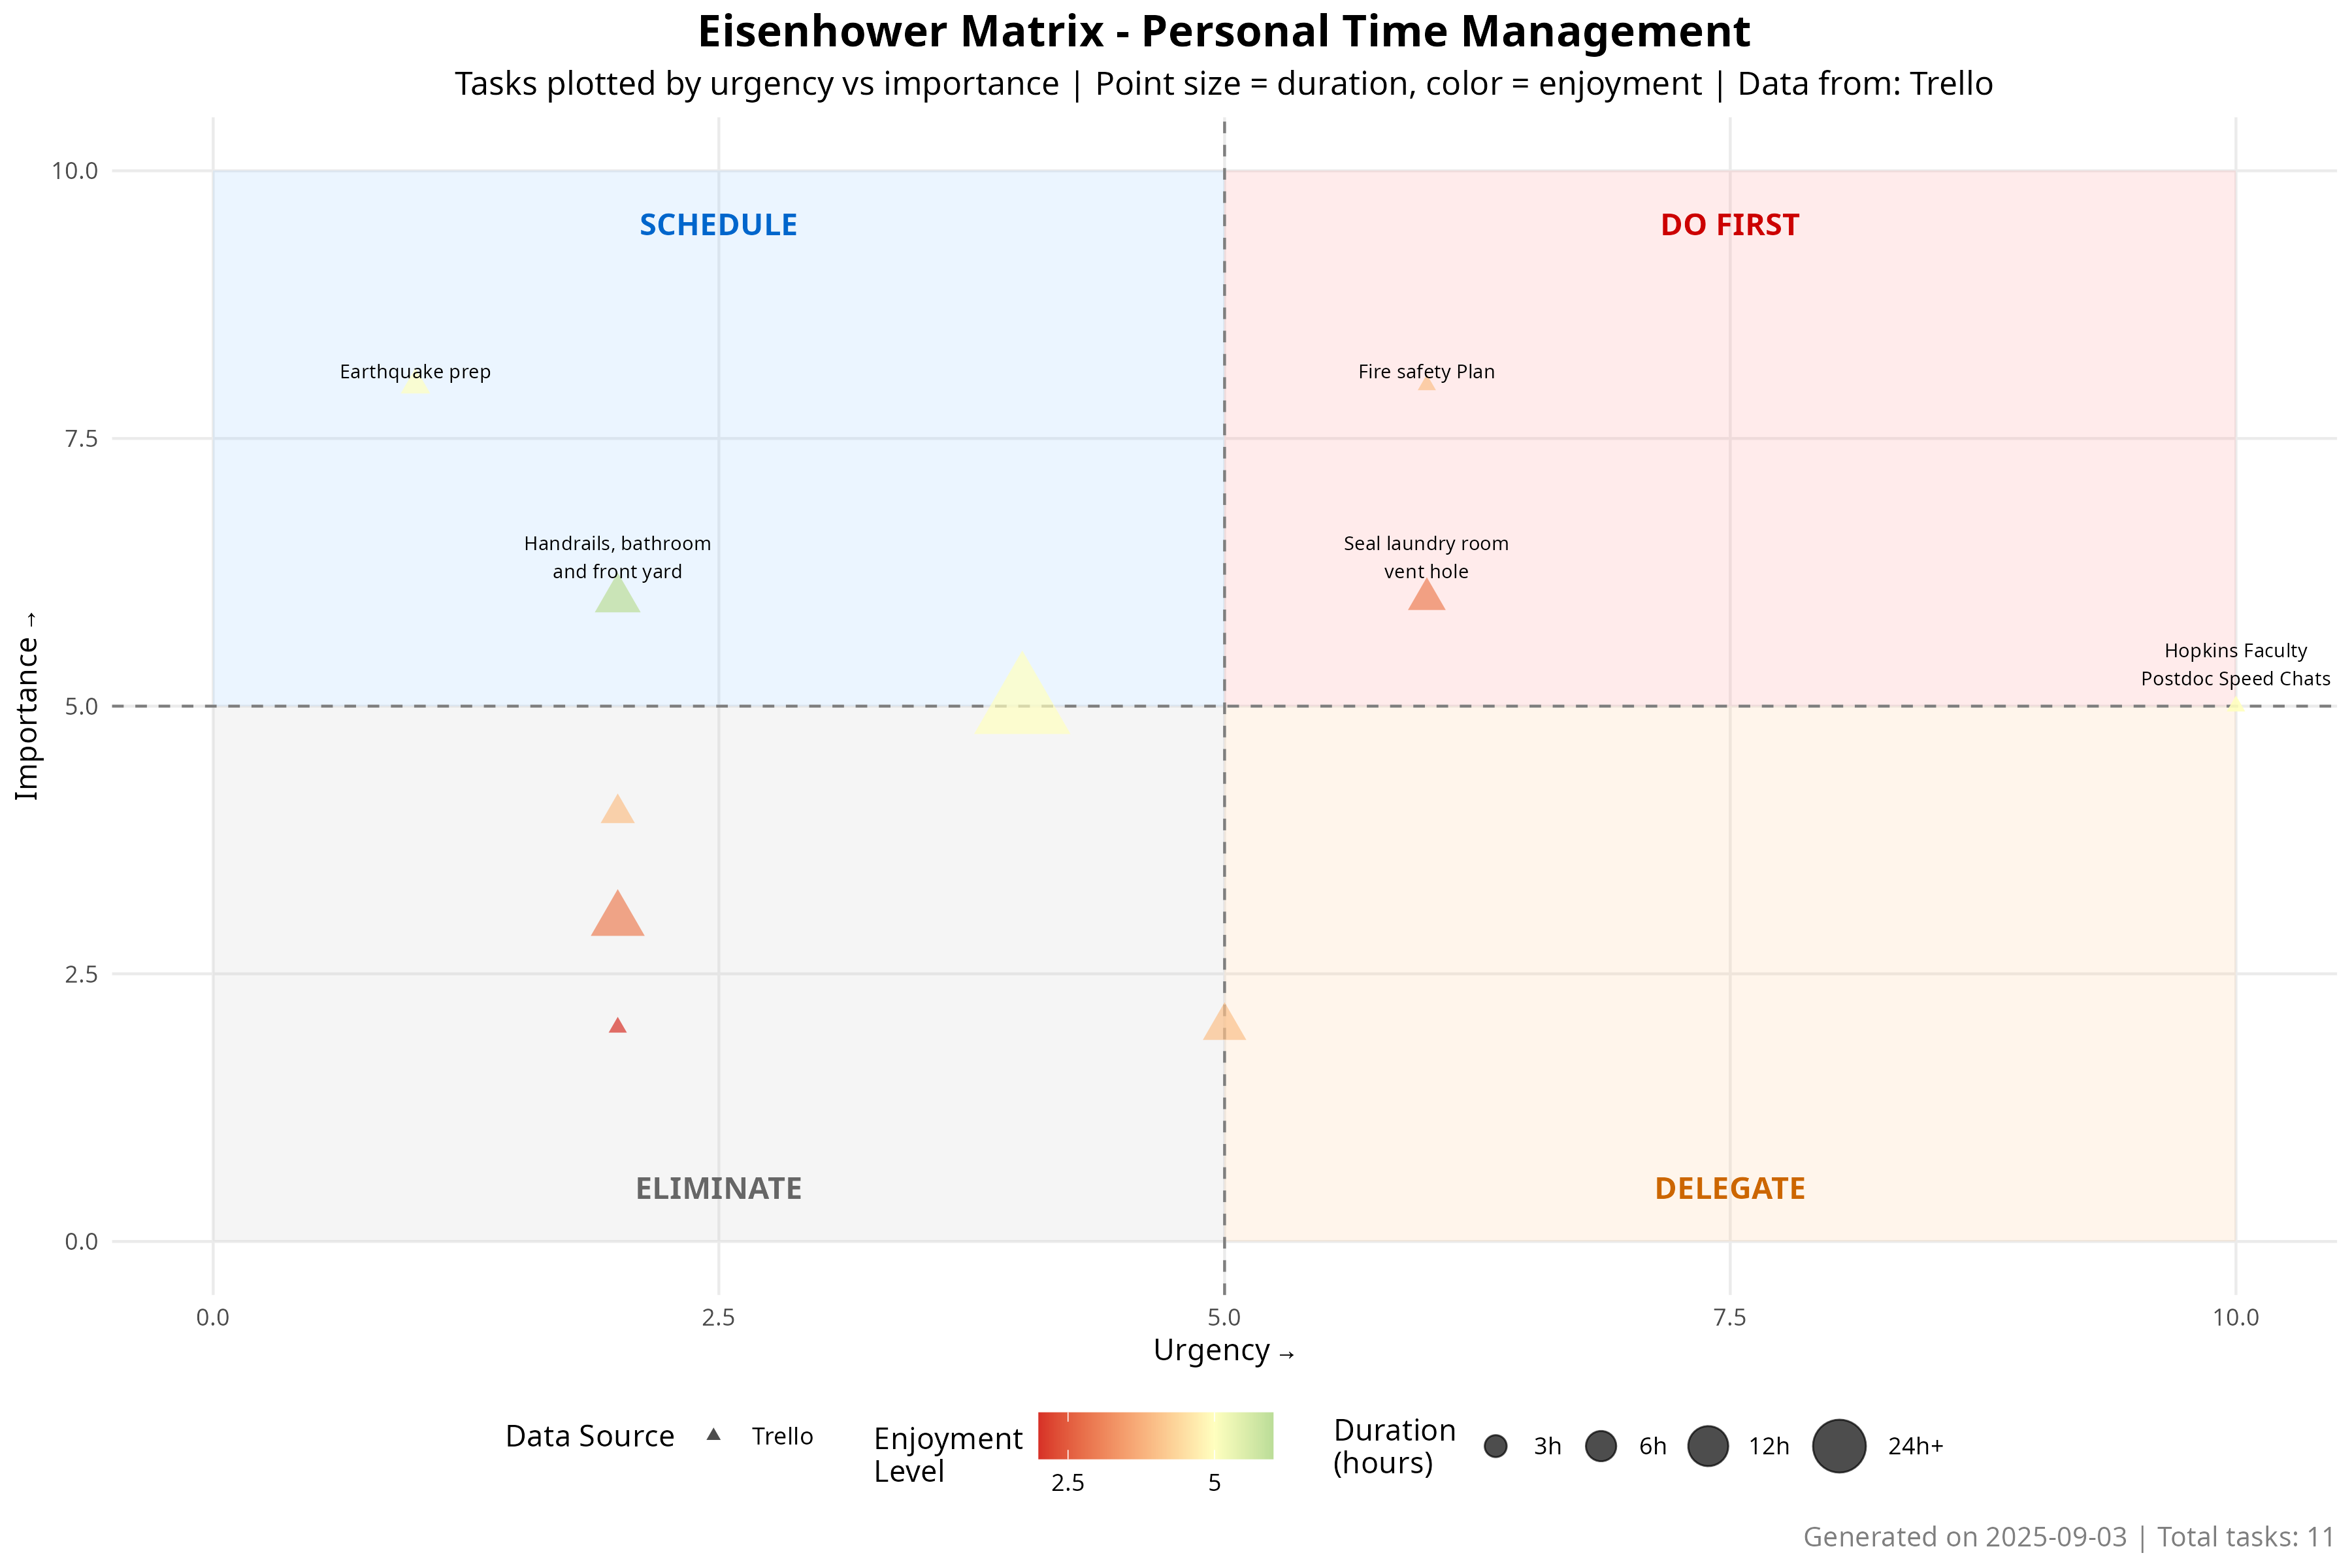 Eisenhower Matrix - Personal Time Management
Tasks plotted by urgency vs importance | Point size = duration, color = enjoyment | Data from: Trello
10.0
SCHEDULE
DO FIRST
Earthquake prep
Fire safety Plan
7.5
Handrails, bathroom
and front yard
Seal laundry room
vent hole
Hopkins Faculty
Postdoc Speed Chats
Importance →
5.0
2.5
ELIMINATE
DELEGATE
0.0
0.0
2.5
5.0
7.5
10.0
Urgency →
Data Source
Trello
Enjoyment
Level
2.5
5
Duration
(hours)
3h
6h
12h
24h+
Generated on 2025-09-03 | Total tasks: 11